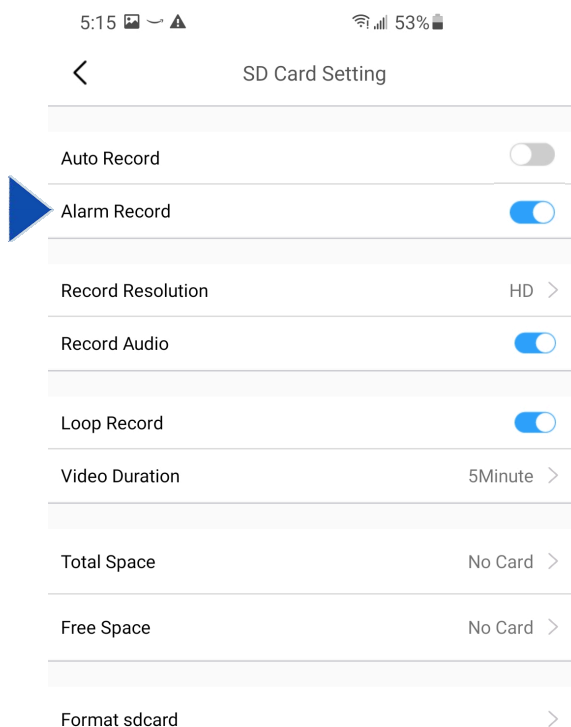 5:15 53%
SD Card Setting
Auto Record
Alarm Record
Record Resolution HD
Record Audio
Loop Record
Video Duration 5Minute
Total Space No Card
Free Space No Card
Format sdcard